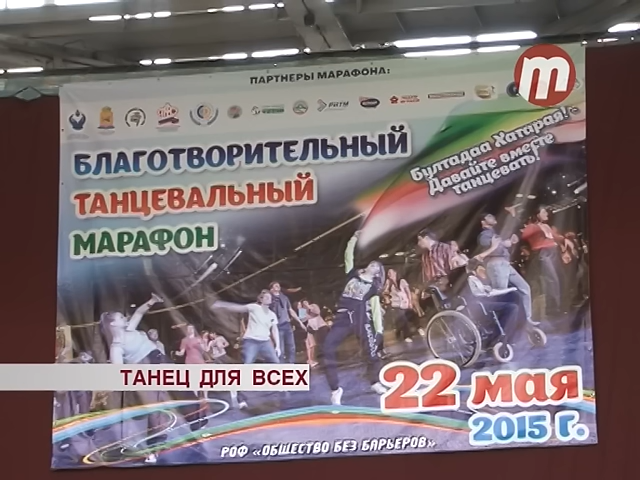 ПАРТНЕРЫ МАРАФОНА:
m
РИТМ
БЛАГОТВОРИТЕЛЬНЫЙ
ТАНЦЕВАЛЬНЫЙ
МАРАФОН
Бултадаа Хатарая!
Давайте вместе
танцевать!
ТАНЕЦ ДЛЯ ВСЕХ
22 мая
2015 г.
РОФ «ОБЩЕСТВО БЕЗ БАРЬЕРОВ»